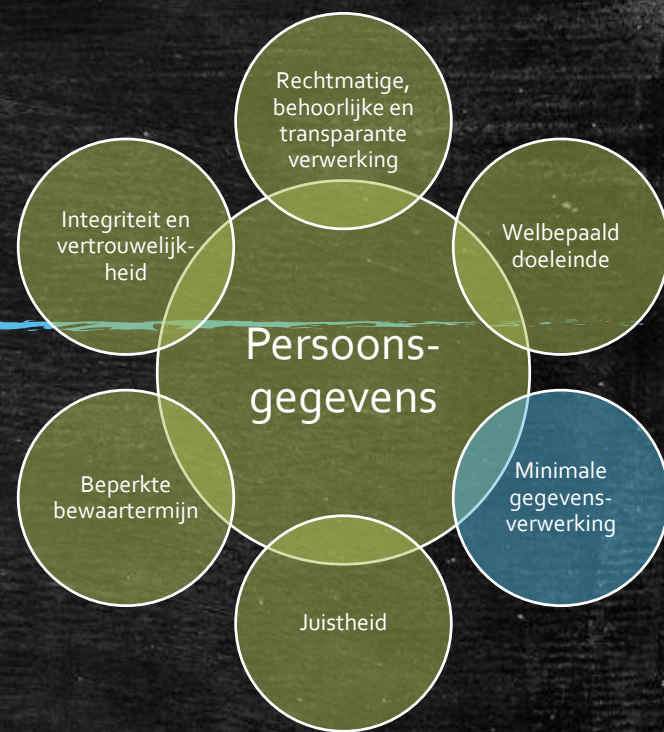 Rechtmatige,
behoorlijke en
transparante
verwerking
Integriteit en
vertrouwelijk-
heid
Welbepaald
doeleinde
Persoons-
gegevens
Beperkte
bewaartermijn
Minimale
gegevens-
verwerking
Juistheid